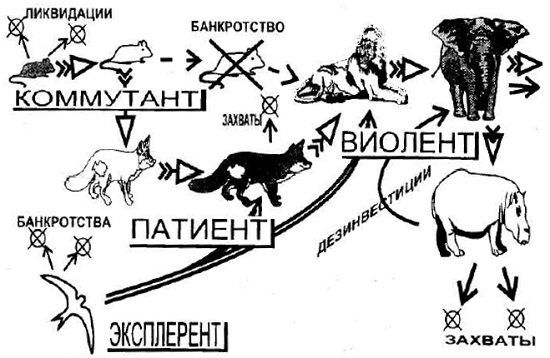 ЛИКВИДАЦИИ
БАНКРОТСТВО
КОММУТАНТ
ЗАХВАТЫ
ВИОЛЕНТ
ПАТИЕНТ
ДЕЗИНВЕСТИЦИИ
БАНКРОТСТВА
ЭКСПЛЕРЕНТ
ЗАХВАТЫ